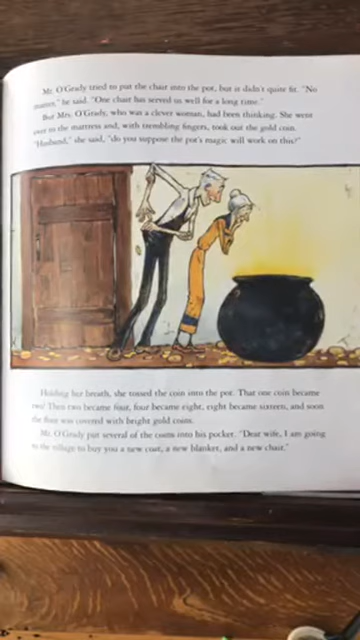 Mr. O'Grady tried to put the chair into the pot, but it didn't quite fit. "No
matter," he said. "One chair has served us well for a long time."
But Mrs. O'Grady, who was a clever woman, had been thinking. She went
over to the mattress and, with trembling fingers, took out the gold coin.
"Husband," she said, "do you suppose the pot's magic will work on this?"
Holding her breath, she tossed the coin into the pot. That one coin became
two! Then two became four, four became eight, eight became sixteen, and soon
the floor was covered with bright gold coins.
Mr. O'Grady put several of the coins into his pocket. "Dear wife, I am going
to the village to buy you a new coat, a new blanket, and a new chair."